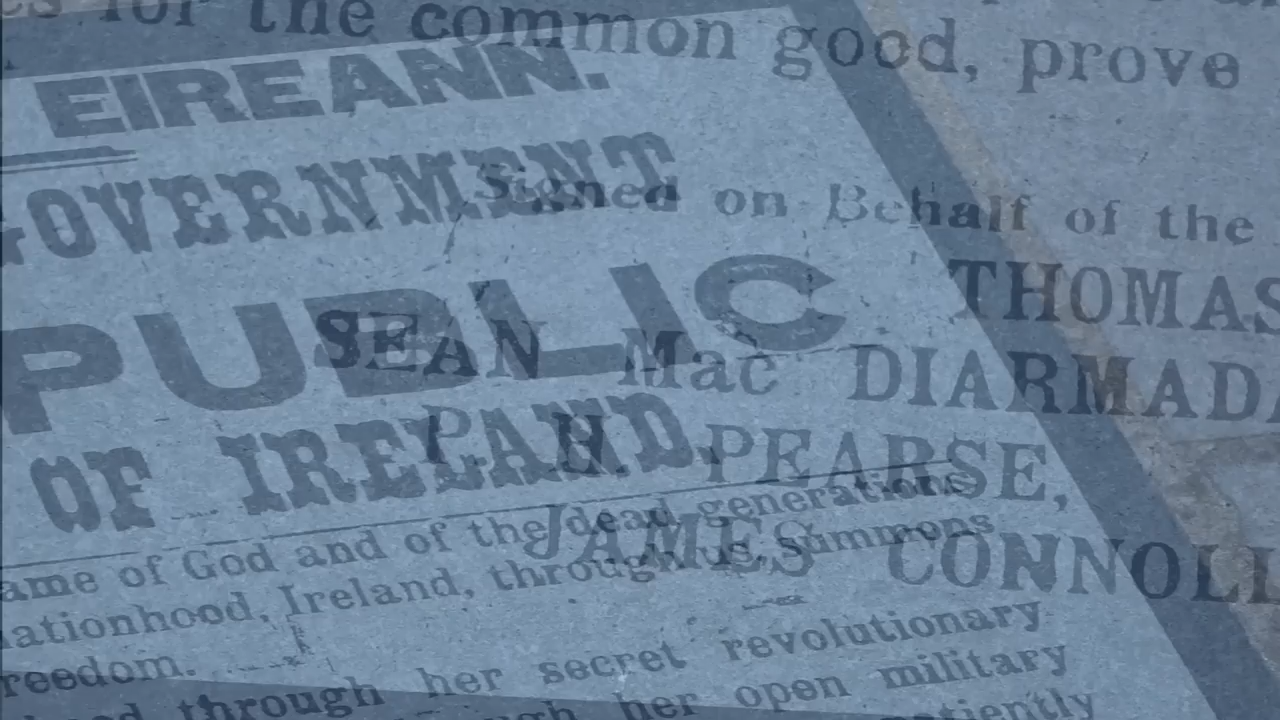 for the common good, prove
EIREANN.
GOVERNMENT
Signed on Behalf of the
PUBLIC
THOMAS
SEAN Mac DIARMADA
OF IRELAND.
P. H. PEARSE,
JAMES CONNOLL
ame of God and of the dead generations
ationhood, Ireland, through us, summons
reedom.
through her secret revolutionary
her open military